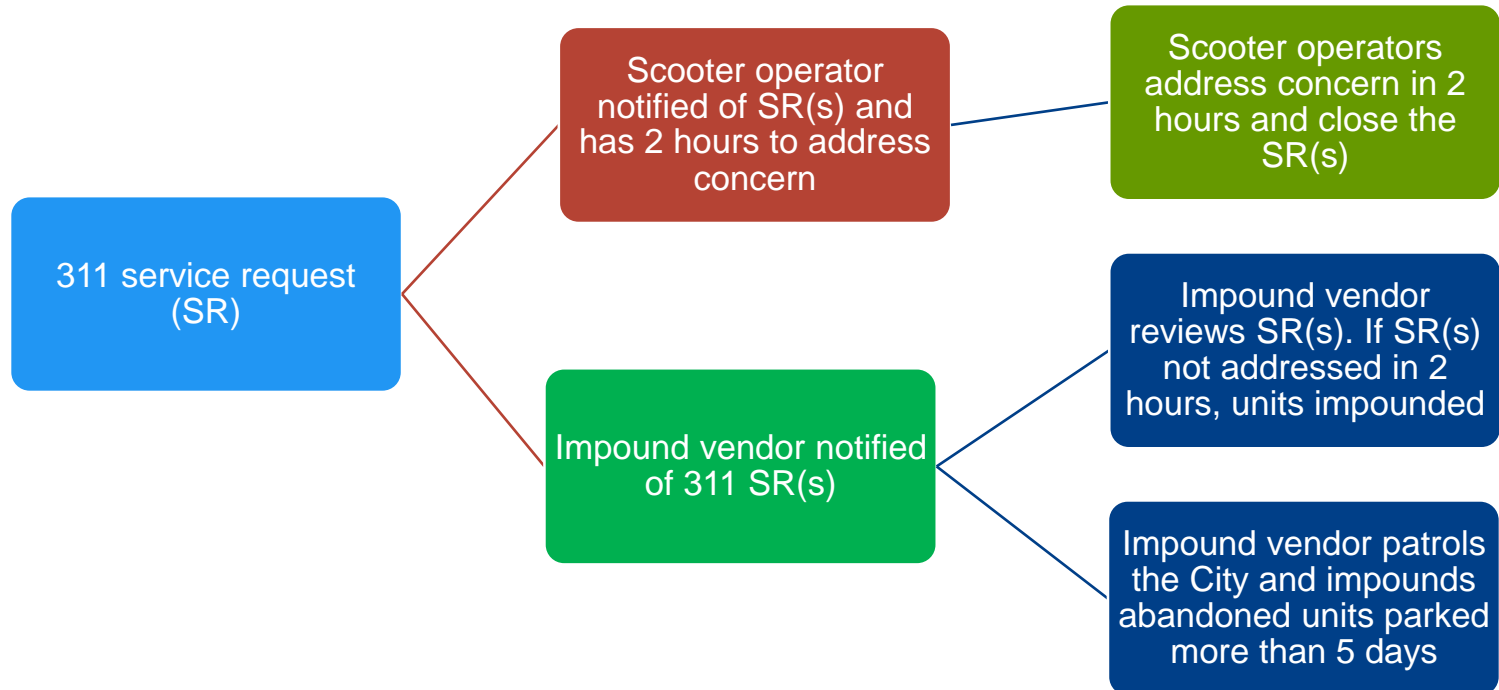 311 service request
(SR)
Scooter operator
notified of SR(s) and
has 2 hours to address
concern
Scooter operators
address concern in 2
hours and close the
SR(s)
Impound vendor notified
of 311 SR(s)
Impound vendor
reviews SR(s). If SR(s)
not addressed in 2
hours, units impounded
Impound vendor patrols
the City and impounds
abandoned units parked
more than 5 days